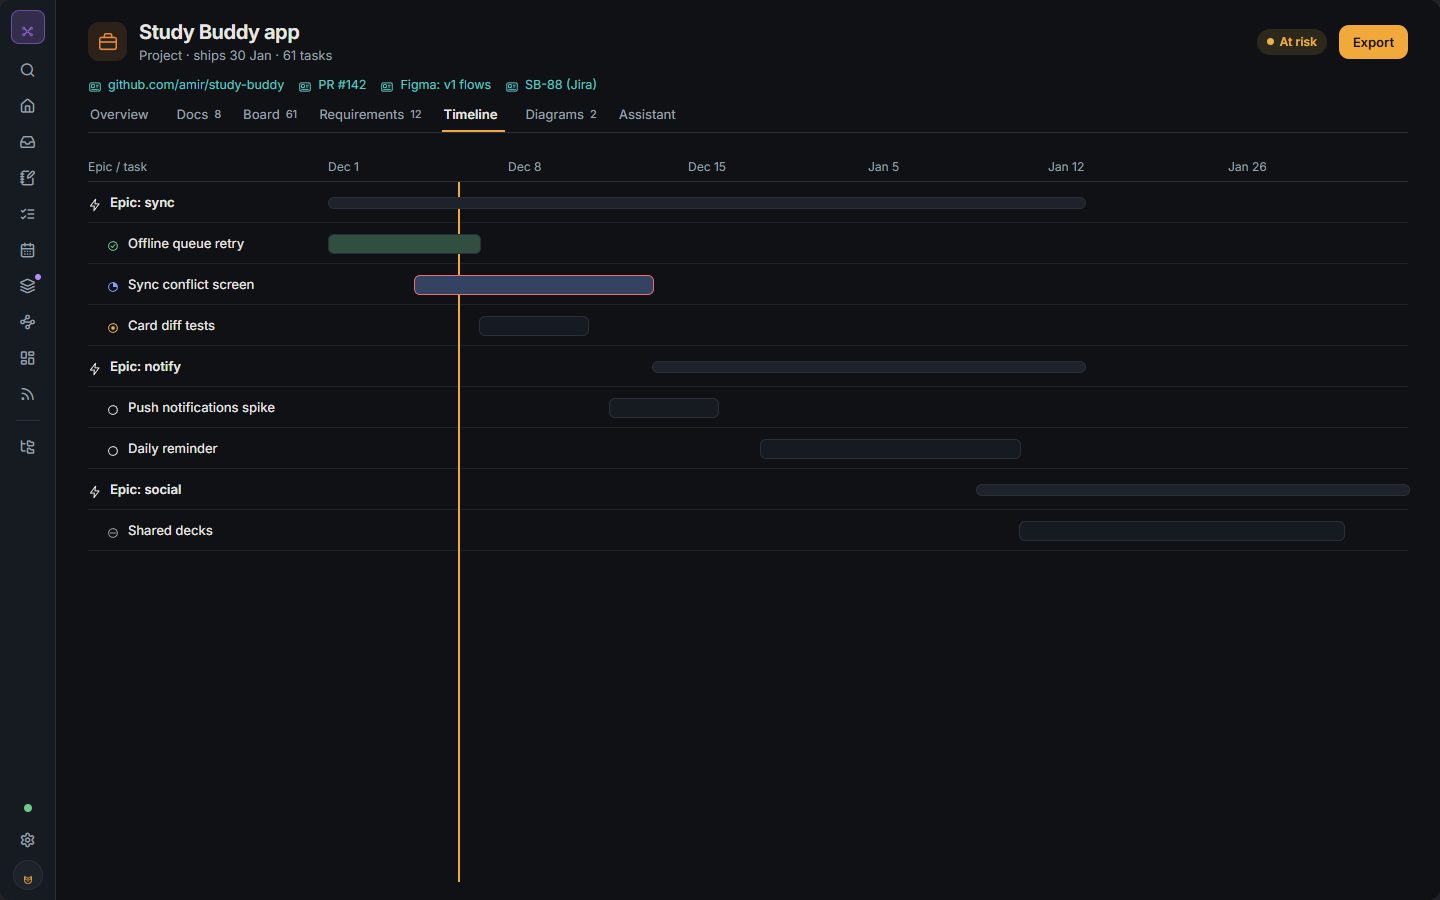 Study Buddy app
Project · ships 30 Jan · 61 tasks
At risk
Export
github.com/amir/study-buddy PR #142 Figma: v1 flows SB-88 (Jira)
Overview Docs 8 Board 61 Requirements 12 Timeline Diagrams 2 Assistant
Epic / task Dec 1 Dec 8 Dec 15 Jan 5 Jan 12 Jan 26
Epic: sync
Offline queue retry
Sync conflict screen
Card diff tests
Epic: notify
Push notifications spike
Daily reminder
Epic: social
Shared decks